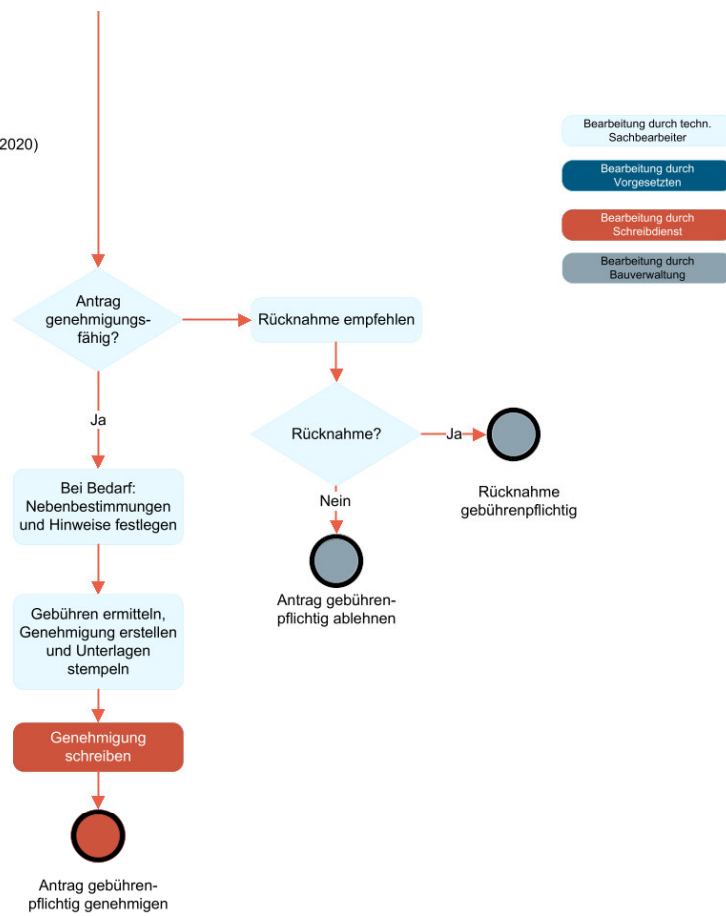 2020)
Bearbeitung durch techn.
Sachbearbeiter
Bearbeitung durch
Vorgesetzten
Bearbeitung durch
Schreibdienst
Bearbeitung durch
Bauverwaltung
Antrag
genehmigungs-
fähig?
Rücknahme empfehlen
Ja
Rücknahme?
Ja
Rücknahme
gebührenpflichtig
Nein
Antrag gebühren-
pflichtig ablehnen
Bei Bedarf:
Nebenbestimmungen
und Hinweise festlegen
Gebühren ermitteln,
Genehmigung erstellen
und Unterlagen
stempeln
Genehmigung
schreiben
Antrag gebühren-
pflichtig genehmigen